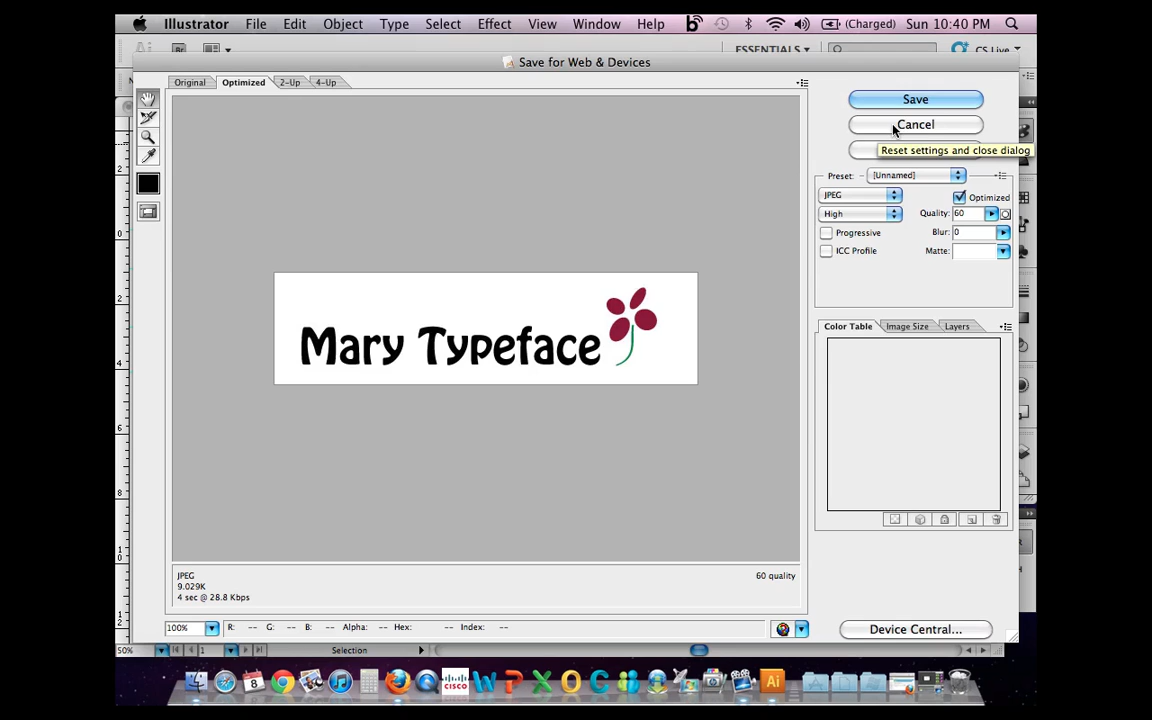 Illustrator File Edit Object Type Select Effect View Window Help (Charged) Sun 10:40 PM
Br ESSENTIALS CS Live
Save for Web & Devices
Original Optimized 2-Up 4-Up
Save
Cancel
Reset settings and close dialog
Preset: [Unnamed]
JPEG Optimized
High Quality: 60
Progressive Blur: 0
ICC Profile Matte:
Mary Typeface
Color Table Image Size Layers
JPEG 60 quality
9.029K
4 sec @ 28.8 Kbps
100% R: -- G: -- B: -- Alpha: -- Hex: -- Index: --
Device Central...
50% 1 Selection